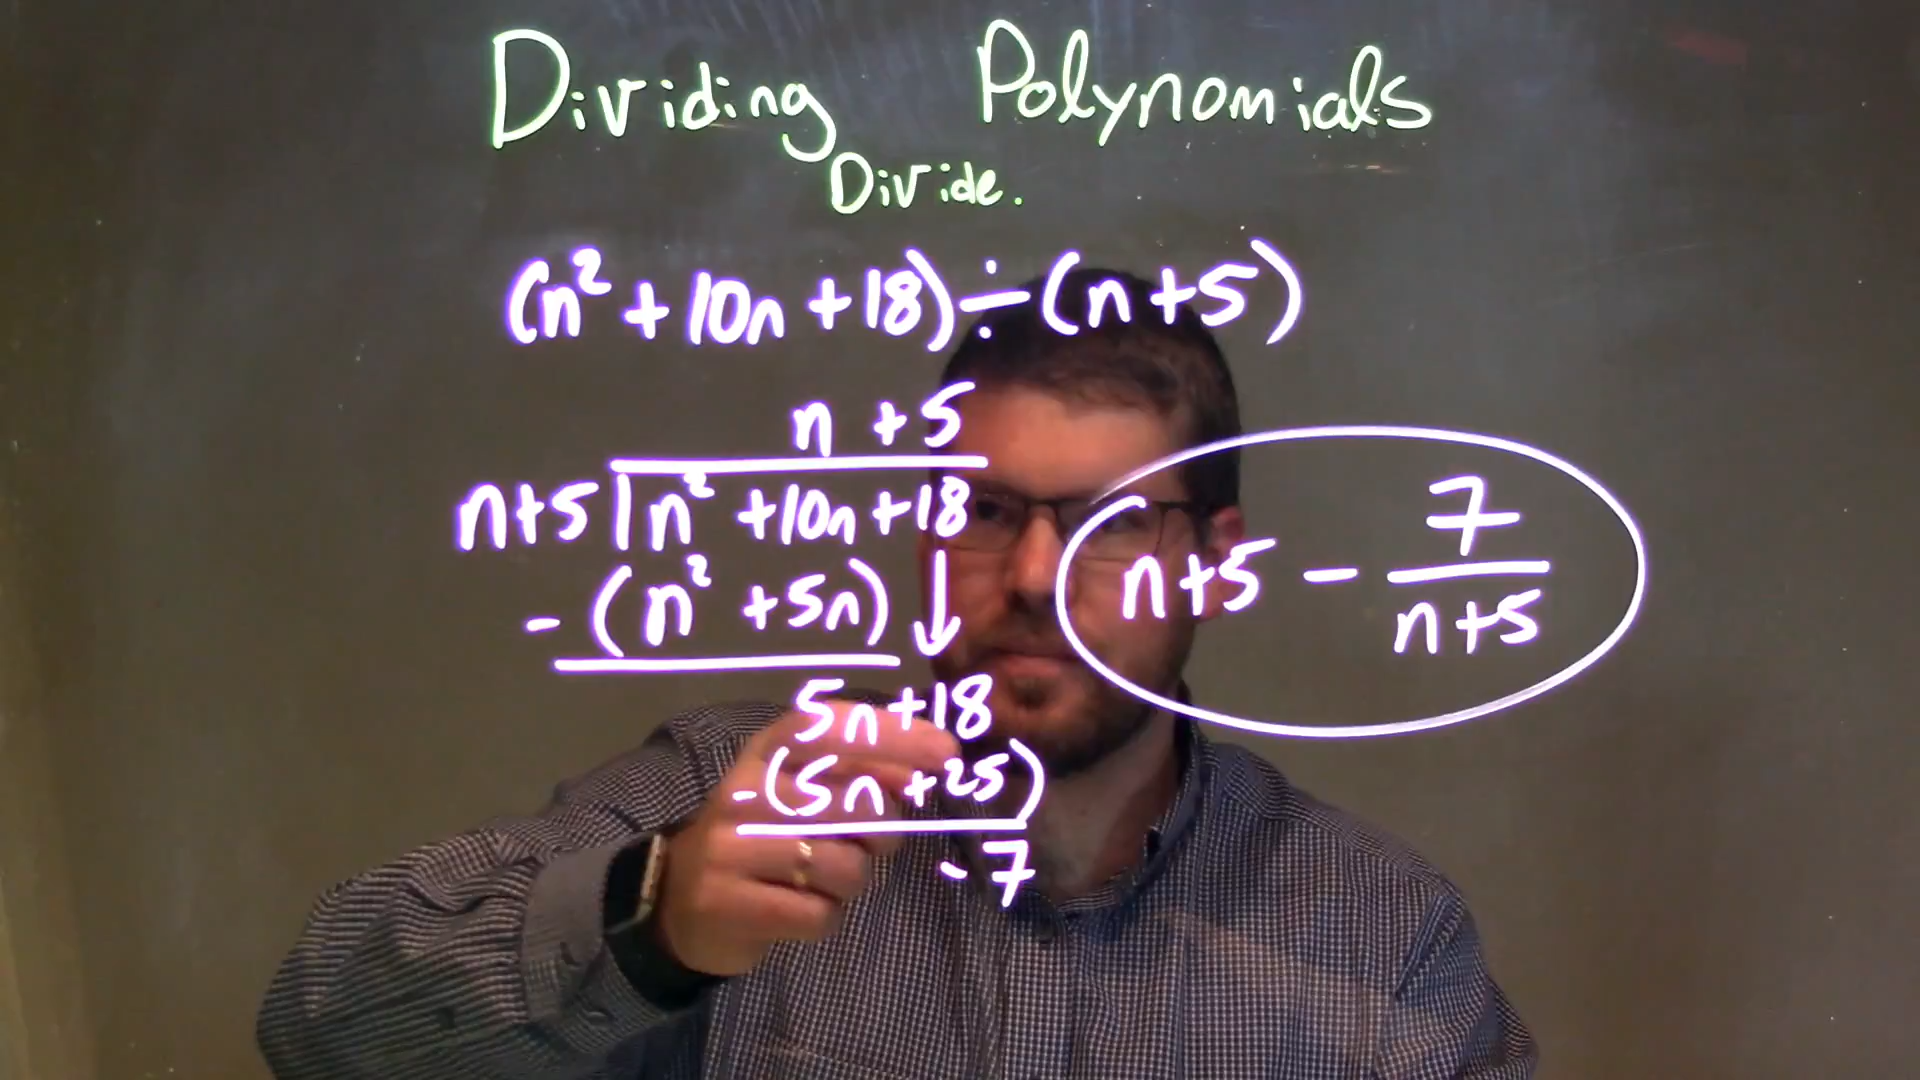 Dividing Polynomials
Divide.
(n² + 10n + 18) ÷ (n + 5)
n + 5
n+5 | n² + 10n + 18
- (n² + 5n) ↓
5n + 18
- (5n + 25)
- 7
n+5 - 7/(n+5)